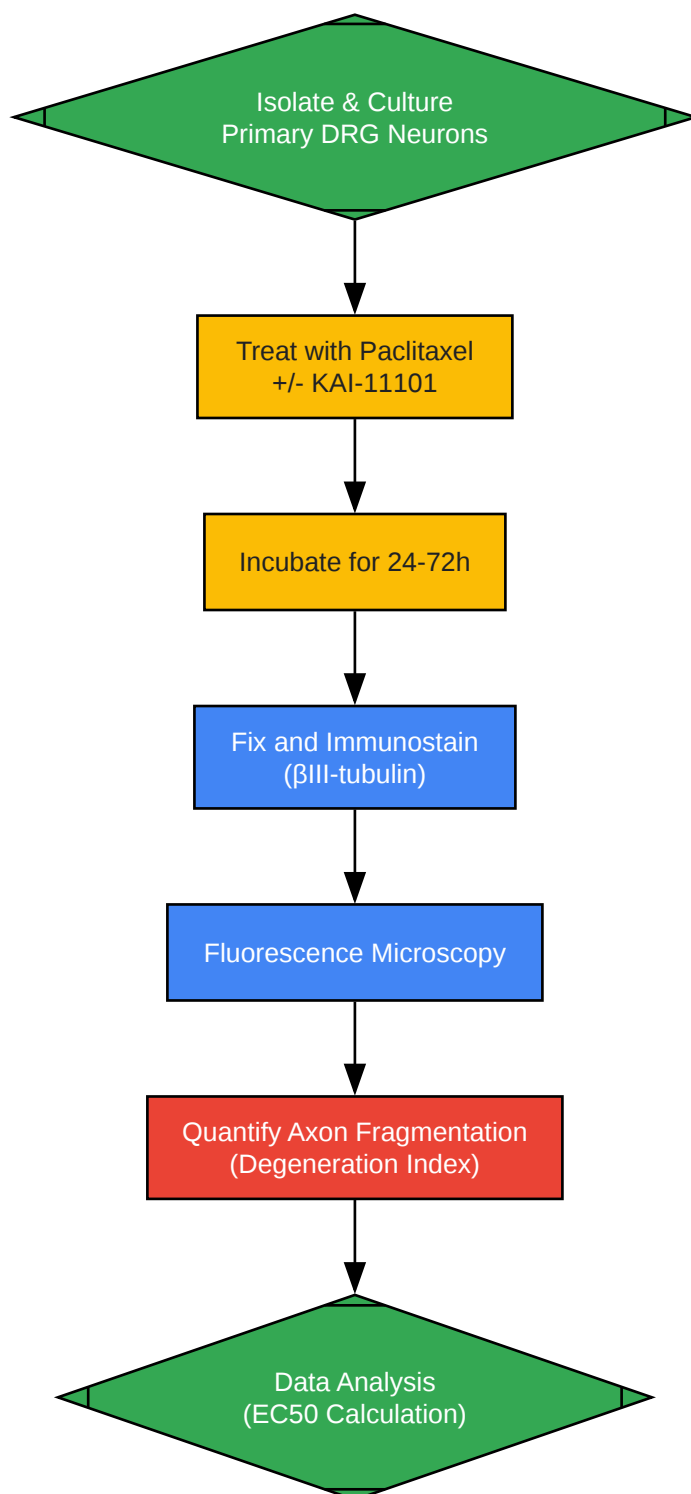 Isolate & Culture
Primary DRG Neurons
Treat with Paclitaxel
+/- KAI-11101
Incubate for 24-72h
Fix and Immunostain
(βIII-tubulin)
Fluorescence Microscopy
Quantify Axon Fragmentation
(Degeneration Index)
Data Analysis
(EC50 Calculation)